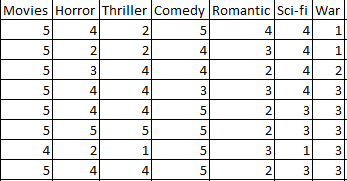 Movies Horror Thriller Comedy Romantic Sci-fi War
5 4 2 5 4 4 1
5 2 2 4 3 4 1
5 3 4 4 2 4 2
5 4 4 3 3 4 3
5 4 4 5 2 3 3
5 5 5 5 2 3 3
4 2 1 5 3 1 3
5 4 4 5 2 3 3